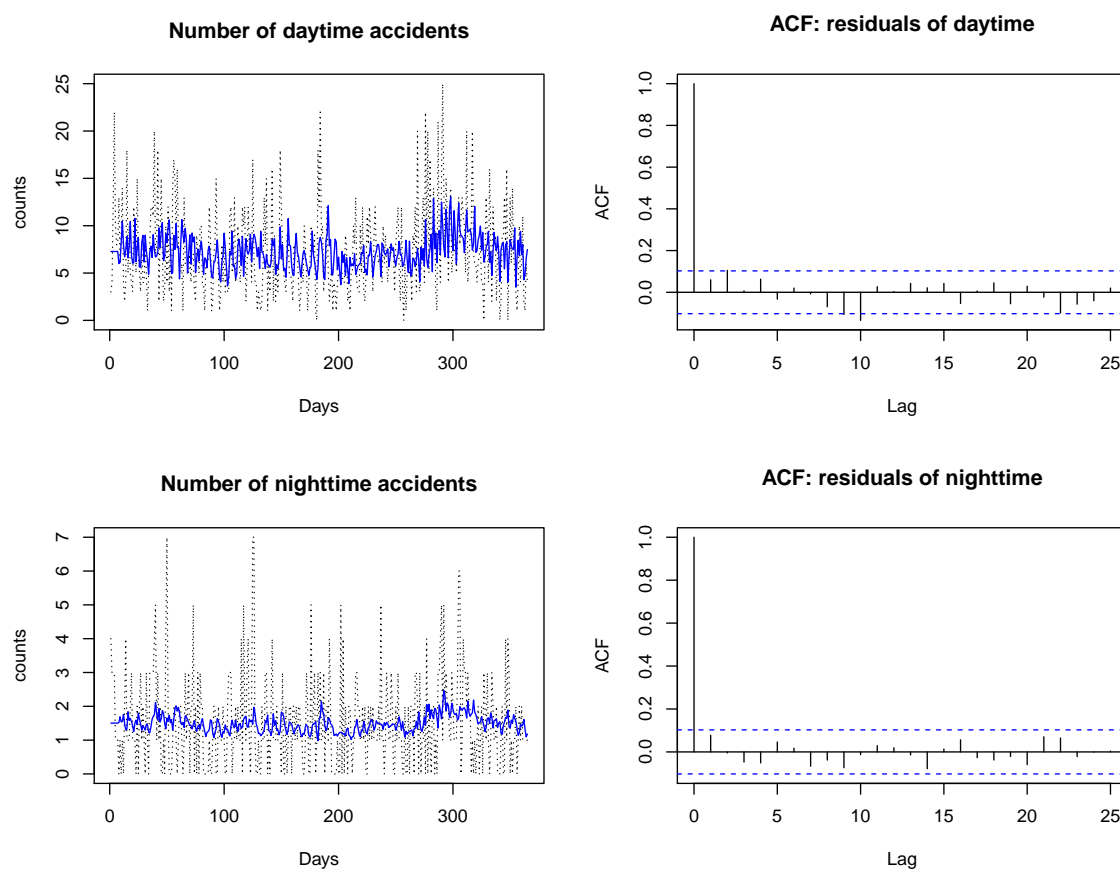 Number of daytime accidents
counts
25
20
15
10
5
0
0 100 200 300
Days
ACF: residuals of daytime
ACF
1.0
0.8
0.6
0.4
0.2
0.0
0 5 10 15 20 25
Lag
Number of nighttime accidents
counts
7
6
5
4
3
2
1
0
0 100 200 300
Days
ACF: residuals of nighttime
ACF
1.0
0.8
0.6
0.4
0.2
0.0
0 5 10 15 20 25
Lag